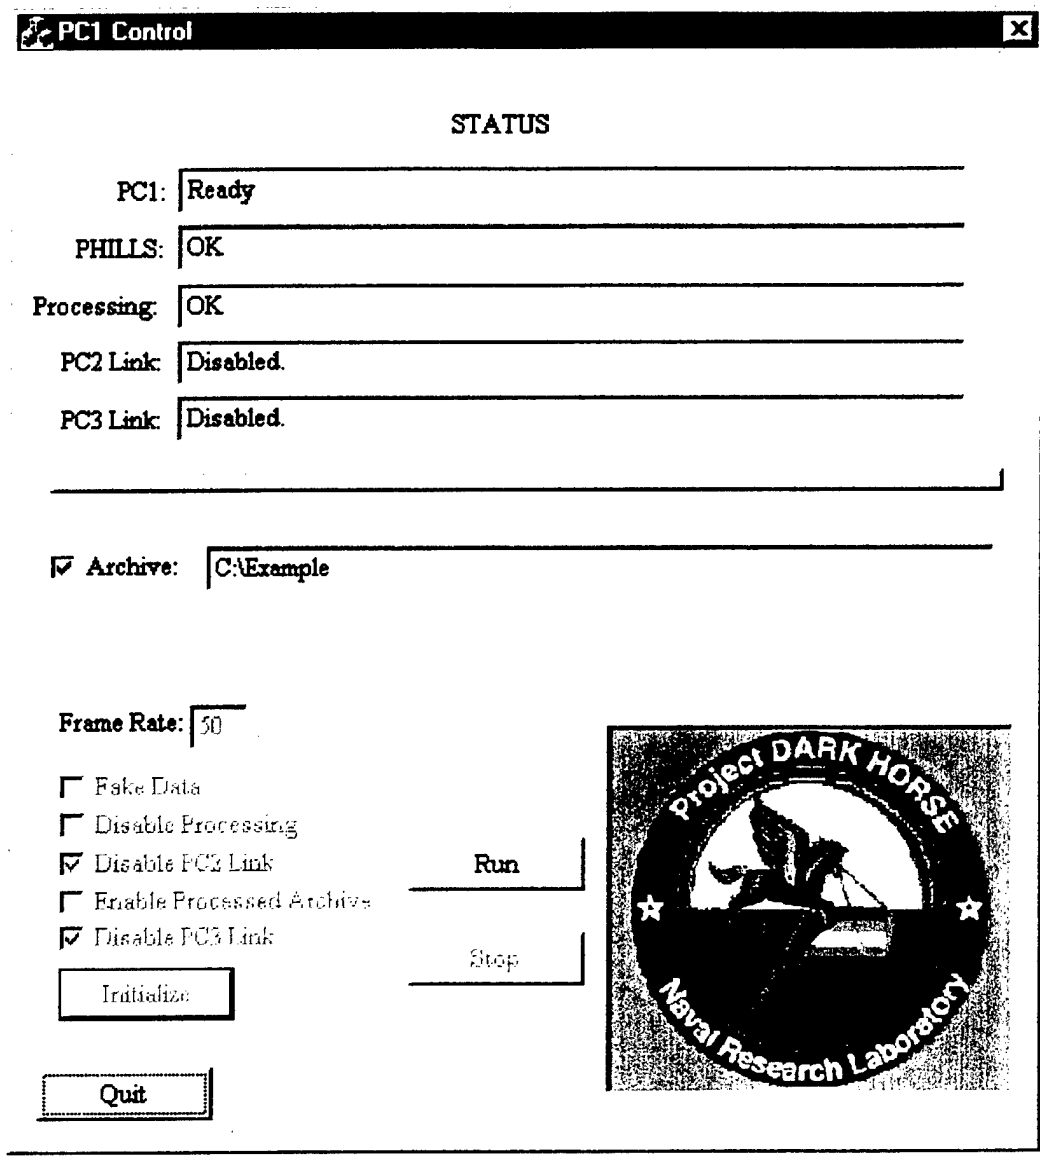 PC1 Control
STATUS
PC1: Ready
PHILLS: OK
Processing: OK
PC2 Link: Disabled.
PC3 Link: Disabled.
Archive: C:\Example
Frame Rate: 50
Fake Data
Disable Processing
Disable PC2 Link
Enable Processed Archive
Disable PC3 Link
Initialize
Run
Stop
Quit
Project DARK HORSE
Naval Research Laboratory